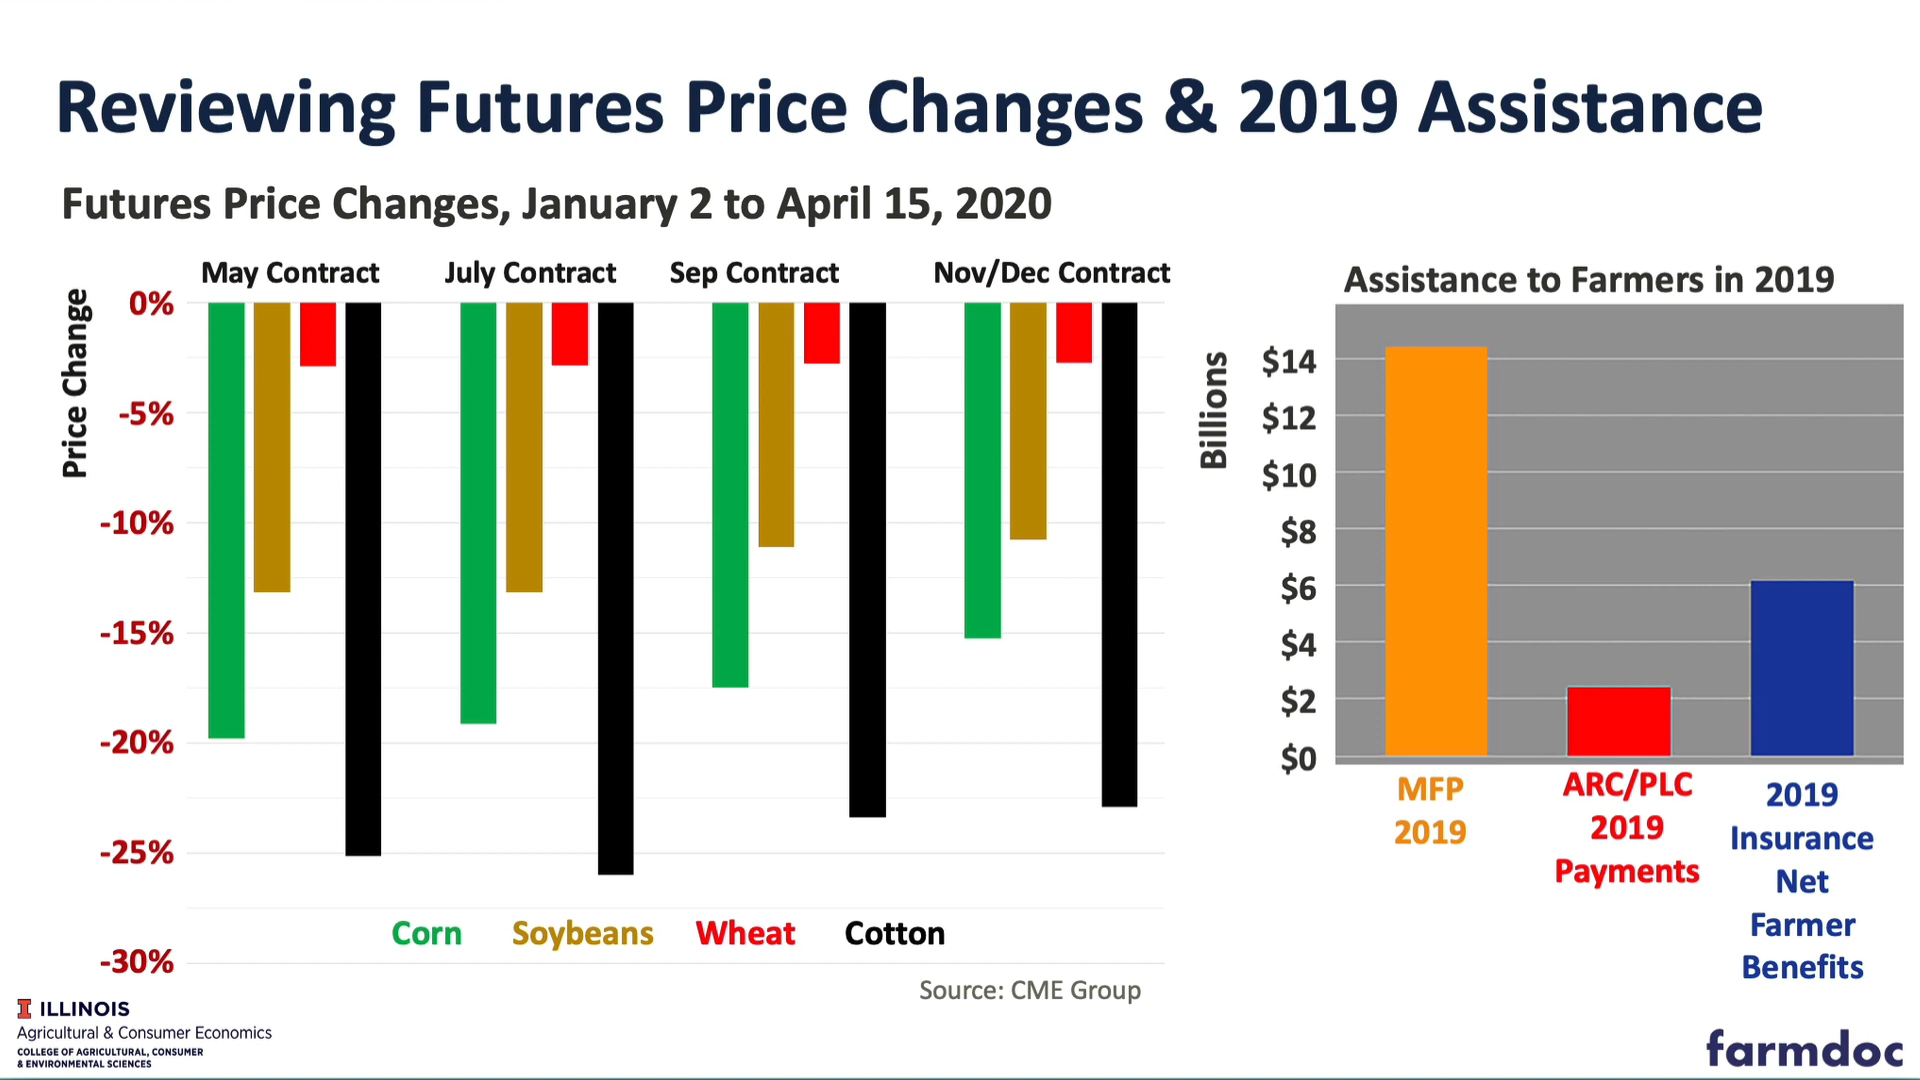 Reviewing Futures Price Changes & 2019 Assistance
Futures Price Changes, January 2 to April 15, 2020
May Contract
July Contract
Sep Contract
Nov/Dec Contract
Price Change
0%
-5%
-10%
-15%
-20%
-25%
-30%
Corn
Soybeans
Wheat
Cotton
Source: CME Group
Assistance to Farmers in 2019
Billions
$14
$12
$10
$8
$6
$4
$2
$0
MFP
2019
ARC/PLC
2019
Payments
2019
Insurance
Net
Farmer
Benefits
I ILLINOIS
Agricultural & Consumer Economics
COLLEGE OF AGRICULTURAL, CONSUMER
& ENVIRONMENTAL SCIENCES
farmdoc